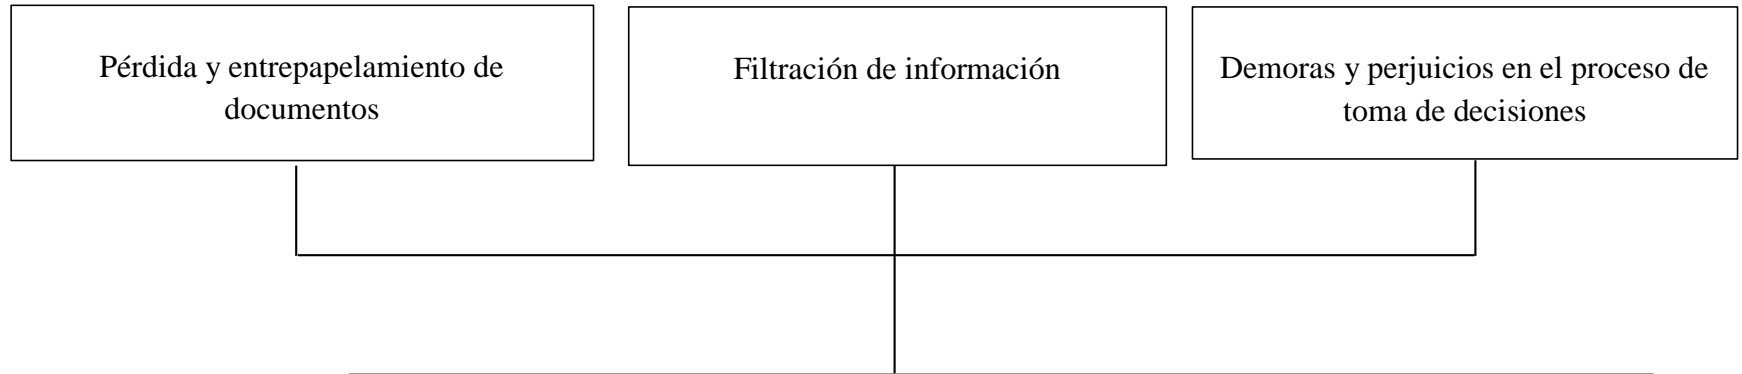 Pérdida y entrepapelamiento de
documentos
Filtración de información
Demoras y perjuicios en el proceso de
toma de decisiones